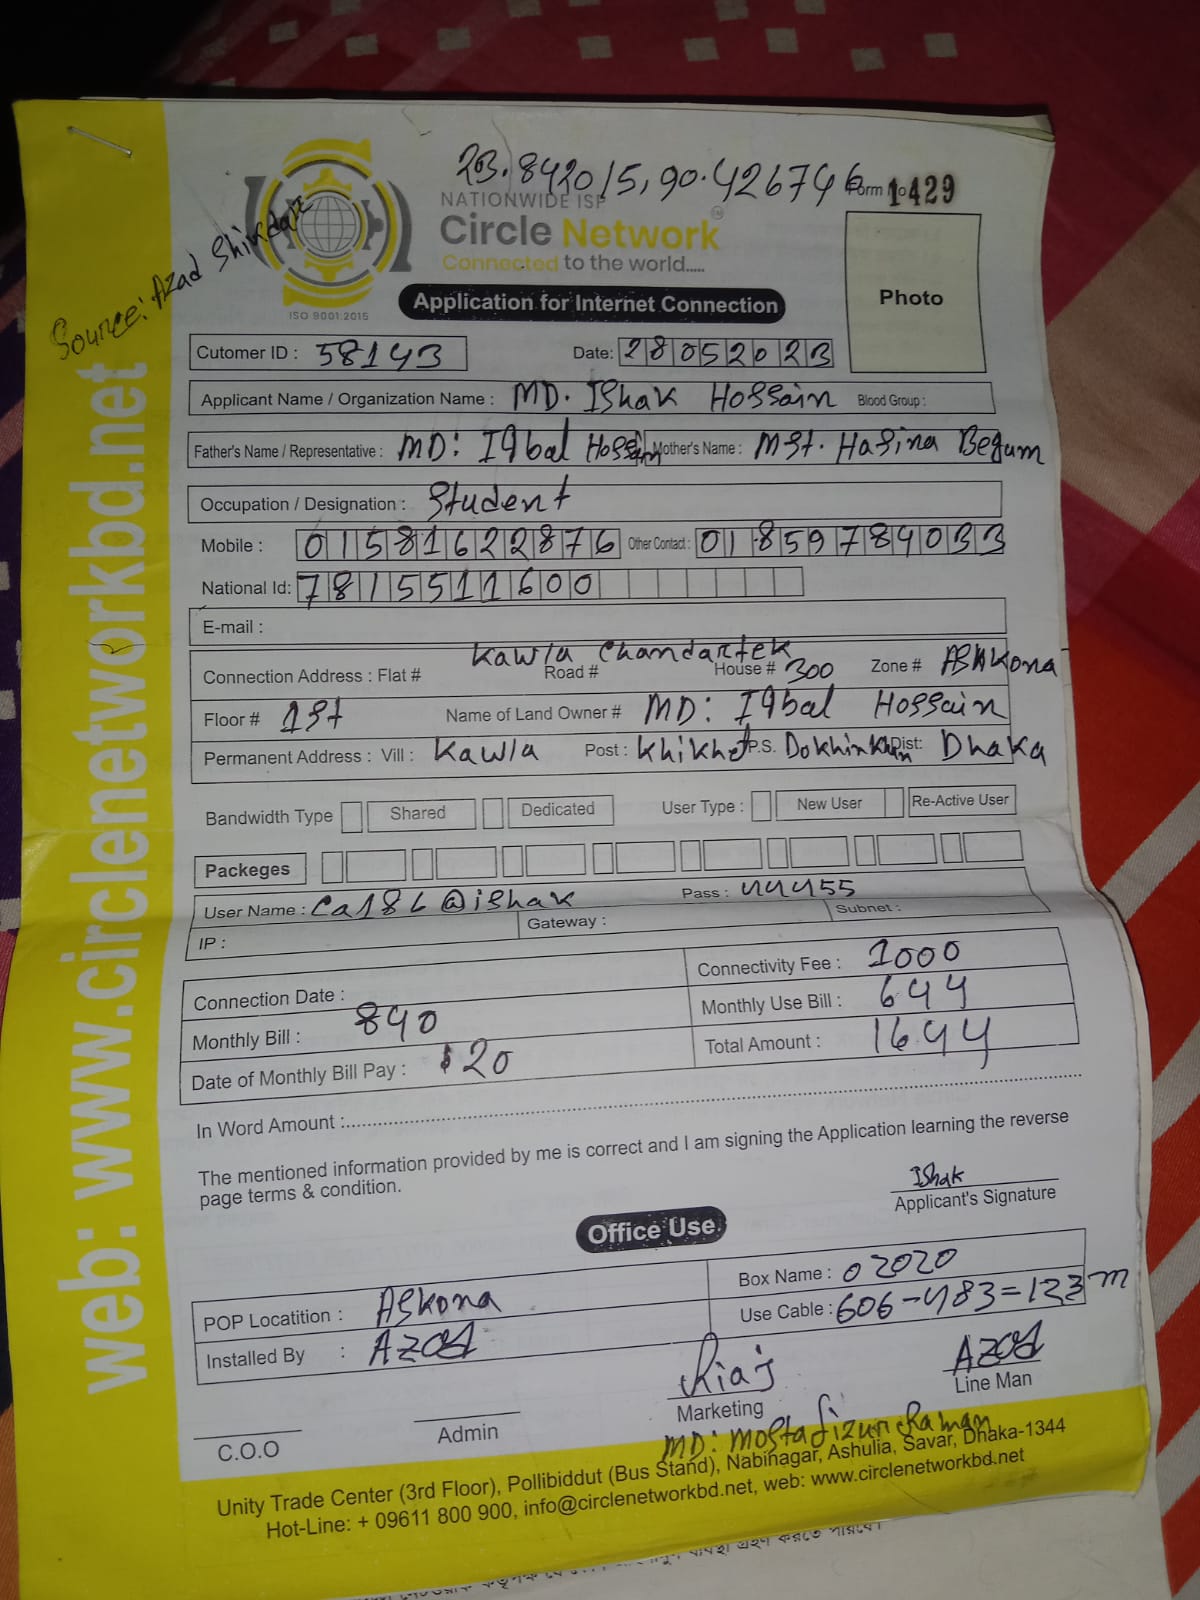 23.842015, 90.426746
Form 10429
NATIONWIDE ISP
Circle Network
Connected to the world.....
ISO 9001:2015
Source: Azad Shikdar
Application for Internet Connection
Photo
Cutomer ID : 58143 Date: 28052023
Applicant Name / Organization Name : MD. IShak Hossain Blood Group :
Father's Name / Representative : MD: Iqbal Hossain Mother's Name : Mst. Hasina Begum
Occupation / Designation : Student
Mobile : 01581622876 Other Contact : 01859784033
National Id: 7815511600
E-mail :
Kawla Chandartek
Connection Address : Flat # Road # House # 300 Zone # AShkona
Floor # 1st Name of Land Owner # MD: Iqbal Hossain
Permanent Address : Vill : Kawla Post : Khikhet P.S. Dokhinkhan Dist: Dhaka
Bandwidth Type Shared Dedicated User Type : New User Re-Active User
Packeges
User Name : Ca186@ishak Pass : 44455
IP : Gateway : Subnet :
Connection Date : Connectivity Fee : 1000
Monthly Bill : 840 Monthly Use Bill : 644
Date of Monthly Bill Pay : 20 Total Amount : 1644
In Word Amount :
The mentioned information provided by me is correct and I am signing the Application learning the reverse
page terms & condition.
IShak
Applicant's Signature
Office Use
POP Locatition : ASkona Box Name : 02020
Installed By : Azad Use Cable : 606-483=123m
Riaj Azad
C.O.O Admin Marketing Line Man
MD: Mostafizur Rahman
Unity Trade Center (3rd Floor), Pollibiddut (Bus Stand), Nabinagar, Ashulia, Savar, Dhaka-1344
Hot-Line: + 09611 800 900, info@circlenetworkbd.net, web: www.circlenetworkbd.net
web: www.circlenetworkbd.net